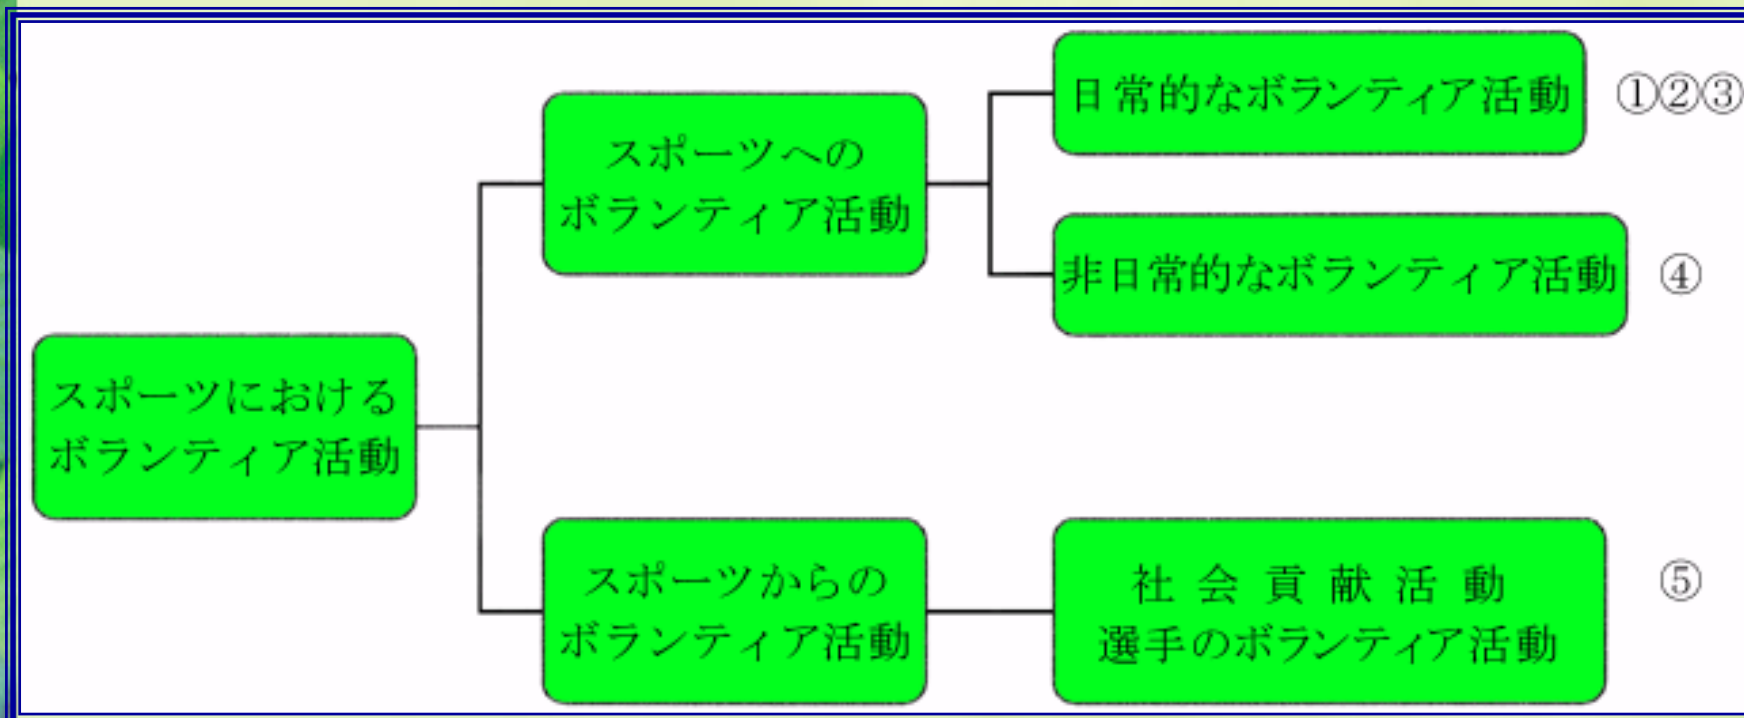 日常的なボランティア活動 ①②③
スポーツへの
ボランティア活動
非日常的なボランティア活動 ④
スポーツにおける
ボランティア活動
スポーツからの
ボランティア活動
社会貢献活動 ⑤
選手のボランティア活動